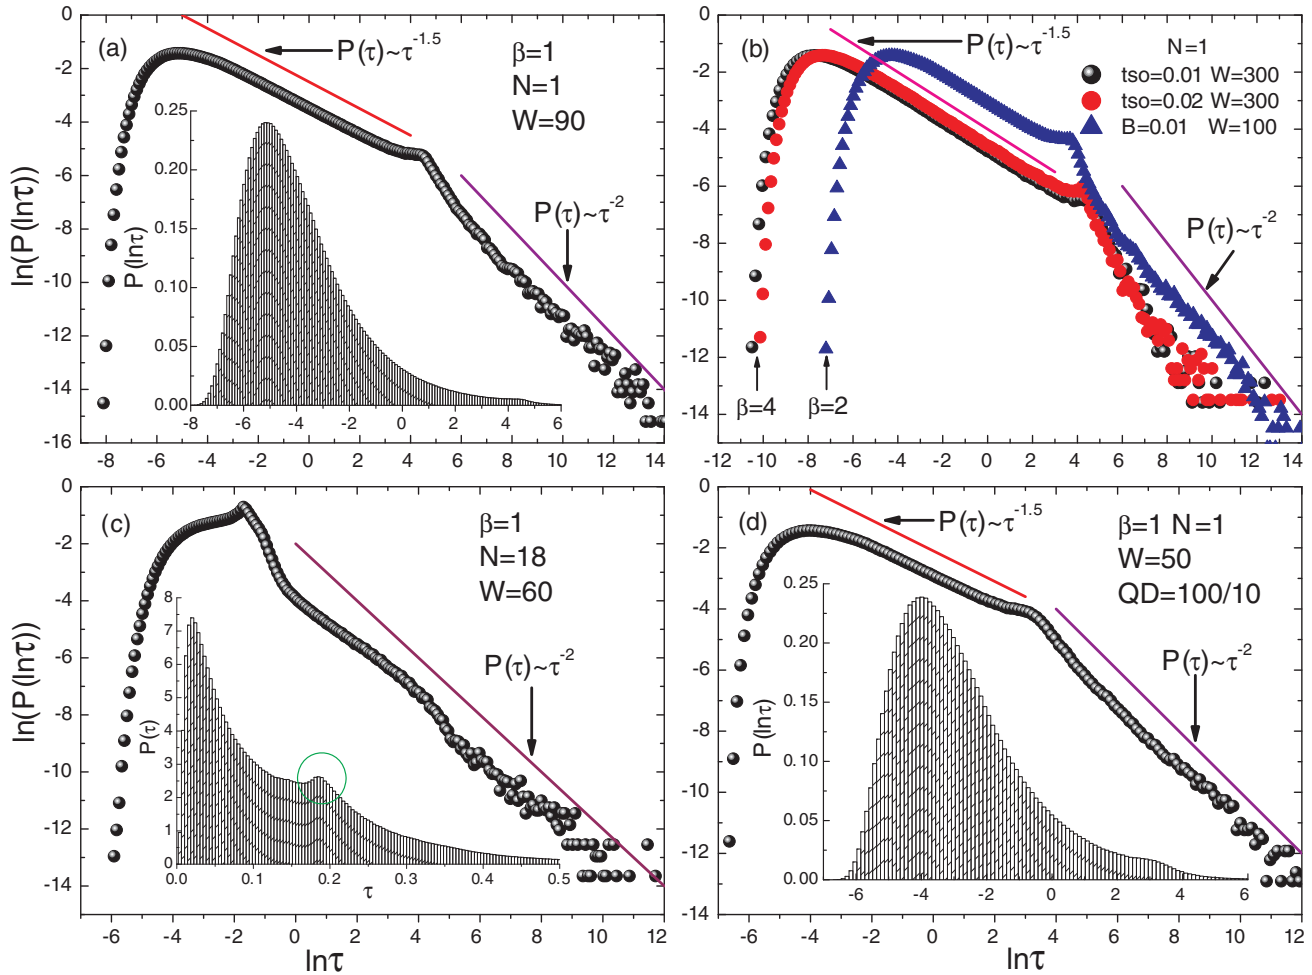 (a)
P(τ)~τ^-1.5
β=1
N=1
W=90
P(τ)~τ^-2
ln(P(lnτ))
0
-2
-4
-6
-8
-10
-12
-14
-16
-8 -6 -4 -2 0 2 4 6 8 10 12 14
P(lnτ)
0.25
0.20
0.15
0.10
0.05
0.00
-8 -6 -4 -2 0 2 4 6
(b)
P(τ)~τ^-1.5
N=1
tso=0.01 W=300
tso=0.02 W=300
B=0.01 W=100
P(τ)~τ^-2
β=4
β=2
0
-2
-4
-6
-8
-10
-12
-14
-12 -10 -8 -6 -4 -2 0 2 4 6 8 10 12 14
(c)
β=1
N=18
W=60
P(τ)~τ^-2
ln(P(lnτ))
0
-2
-4
-6
-8
-10
-12
-14
-6 -4 -2 0 2 4 6 8 10 12
lnτ
P(τ)
8
7
6
5
4
3
2
1
0
0.0 0.1 0.2 0.3 0.4 0.5
τ
(d)
P(τ)~τ^-1.5
β=1 N=1
W=50
QD=100/10
P(τ)~τ^-2
0
-2
-4
-6
-8
-10
-12
-14
-6 -4 -2 0 2 4 6 8 10 12
lnτ
P(lnτ)
0.25
0.20
0.15
0.10
0.05
0.00
-6 -4 -2 0 2 4 6